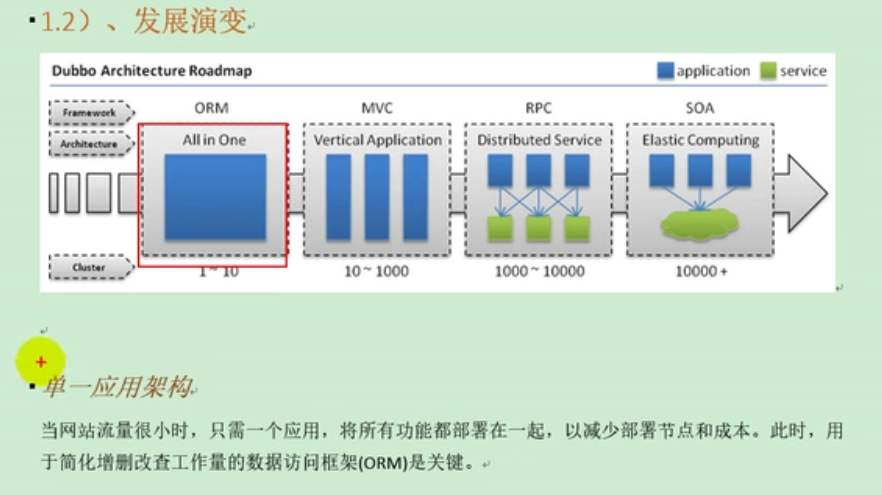 1.2）、发展演变
Dubbo Architecture Roadmap
application service
Framework ORM MVC RPC SOA
Architecture All in One Vertical Application Distributed Service Elastic Computing
Cluster 1 ~ 10 10 ~ 1000 1000 ~ 10000 10000 +
单一应用架构
当网站流量很小时，只需一个应用，将所有功能都部署在一起，以减少部署节点和成本。此时，用
于简化增删改查工作量的数据访问框架(ORM)是关键。